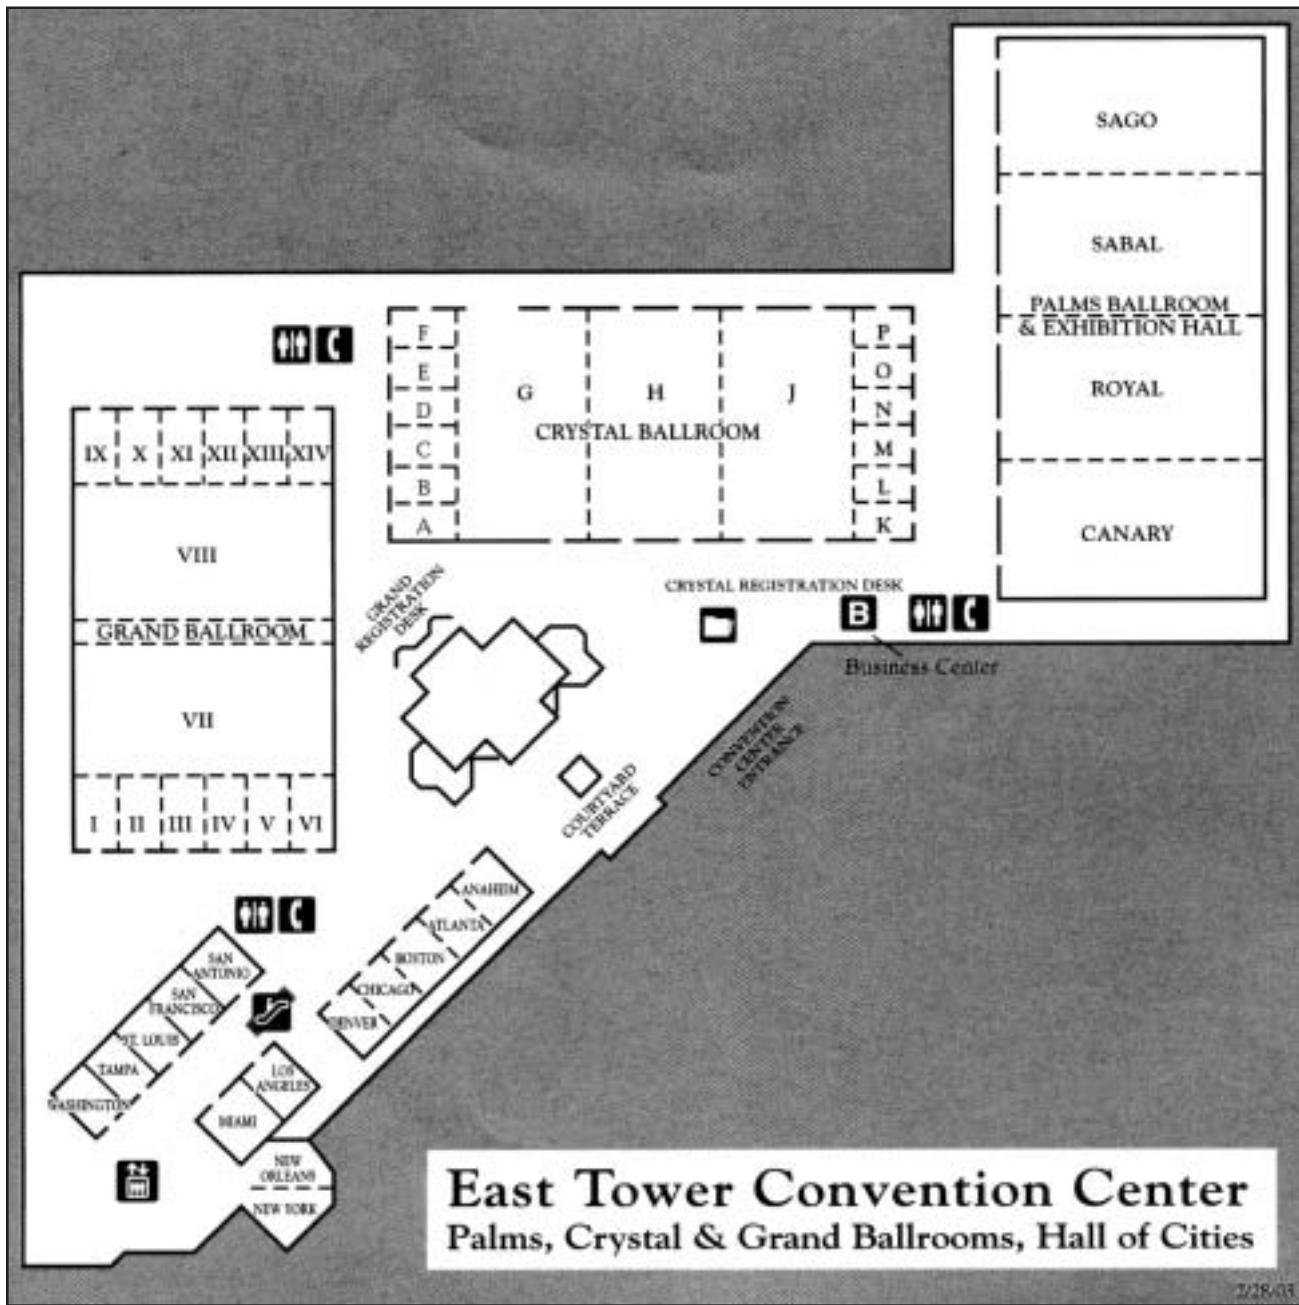 SAGO
SABAL
PALMS BALLROOM
& EXHIBITION HALL
ROYAL
CANARY
F
E
D
C
B
A
G
H
J
CRYSTAL BALLROOM
P
O
N
M
L
K
IX
X
XI
XII
XIII
XIV
VIII
GRAND BALLROOM
VII
I
II
III
IV
V
VI
GRAND
REGISTRATION
DESK
CRYSTAL REGISTRATION DESK
B
Business Center
CONVENTION
CENTER
ENTRANCE
COURTYARD
TERRACE
ANAHEIM
ATLANTA
BOSTON
CHICAGO
DENVER
SAN
ANTONIO
SAN
FRANCISCO
ST. LOUIS
TAMPA
WASHINGTON
LOS
ANGELES
MIAMI
NEW
ORLEANS
NEW YORK
East Tower Convention Center
Palms, Crystal & Grand Ballrooms, Hall of Cities
2/28/03